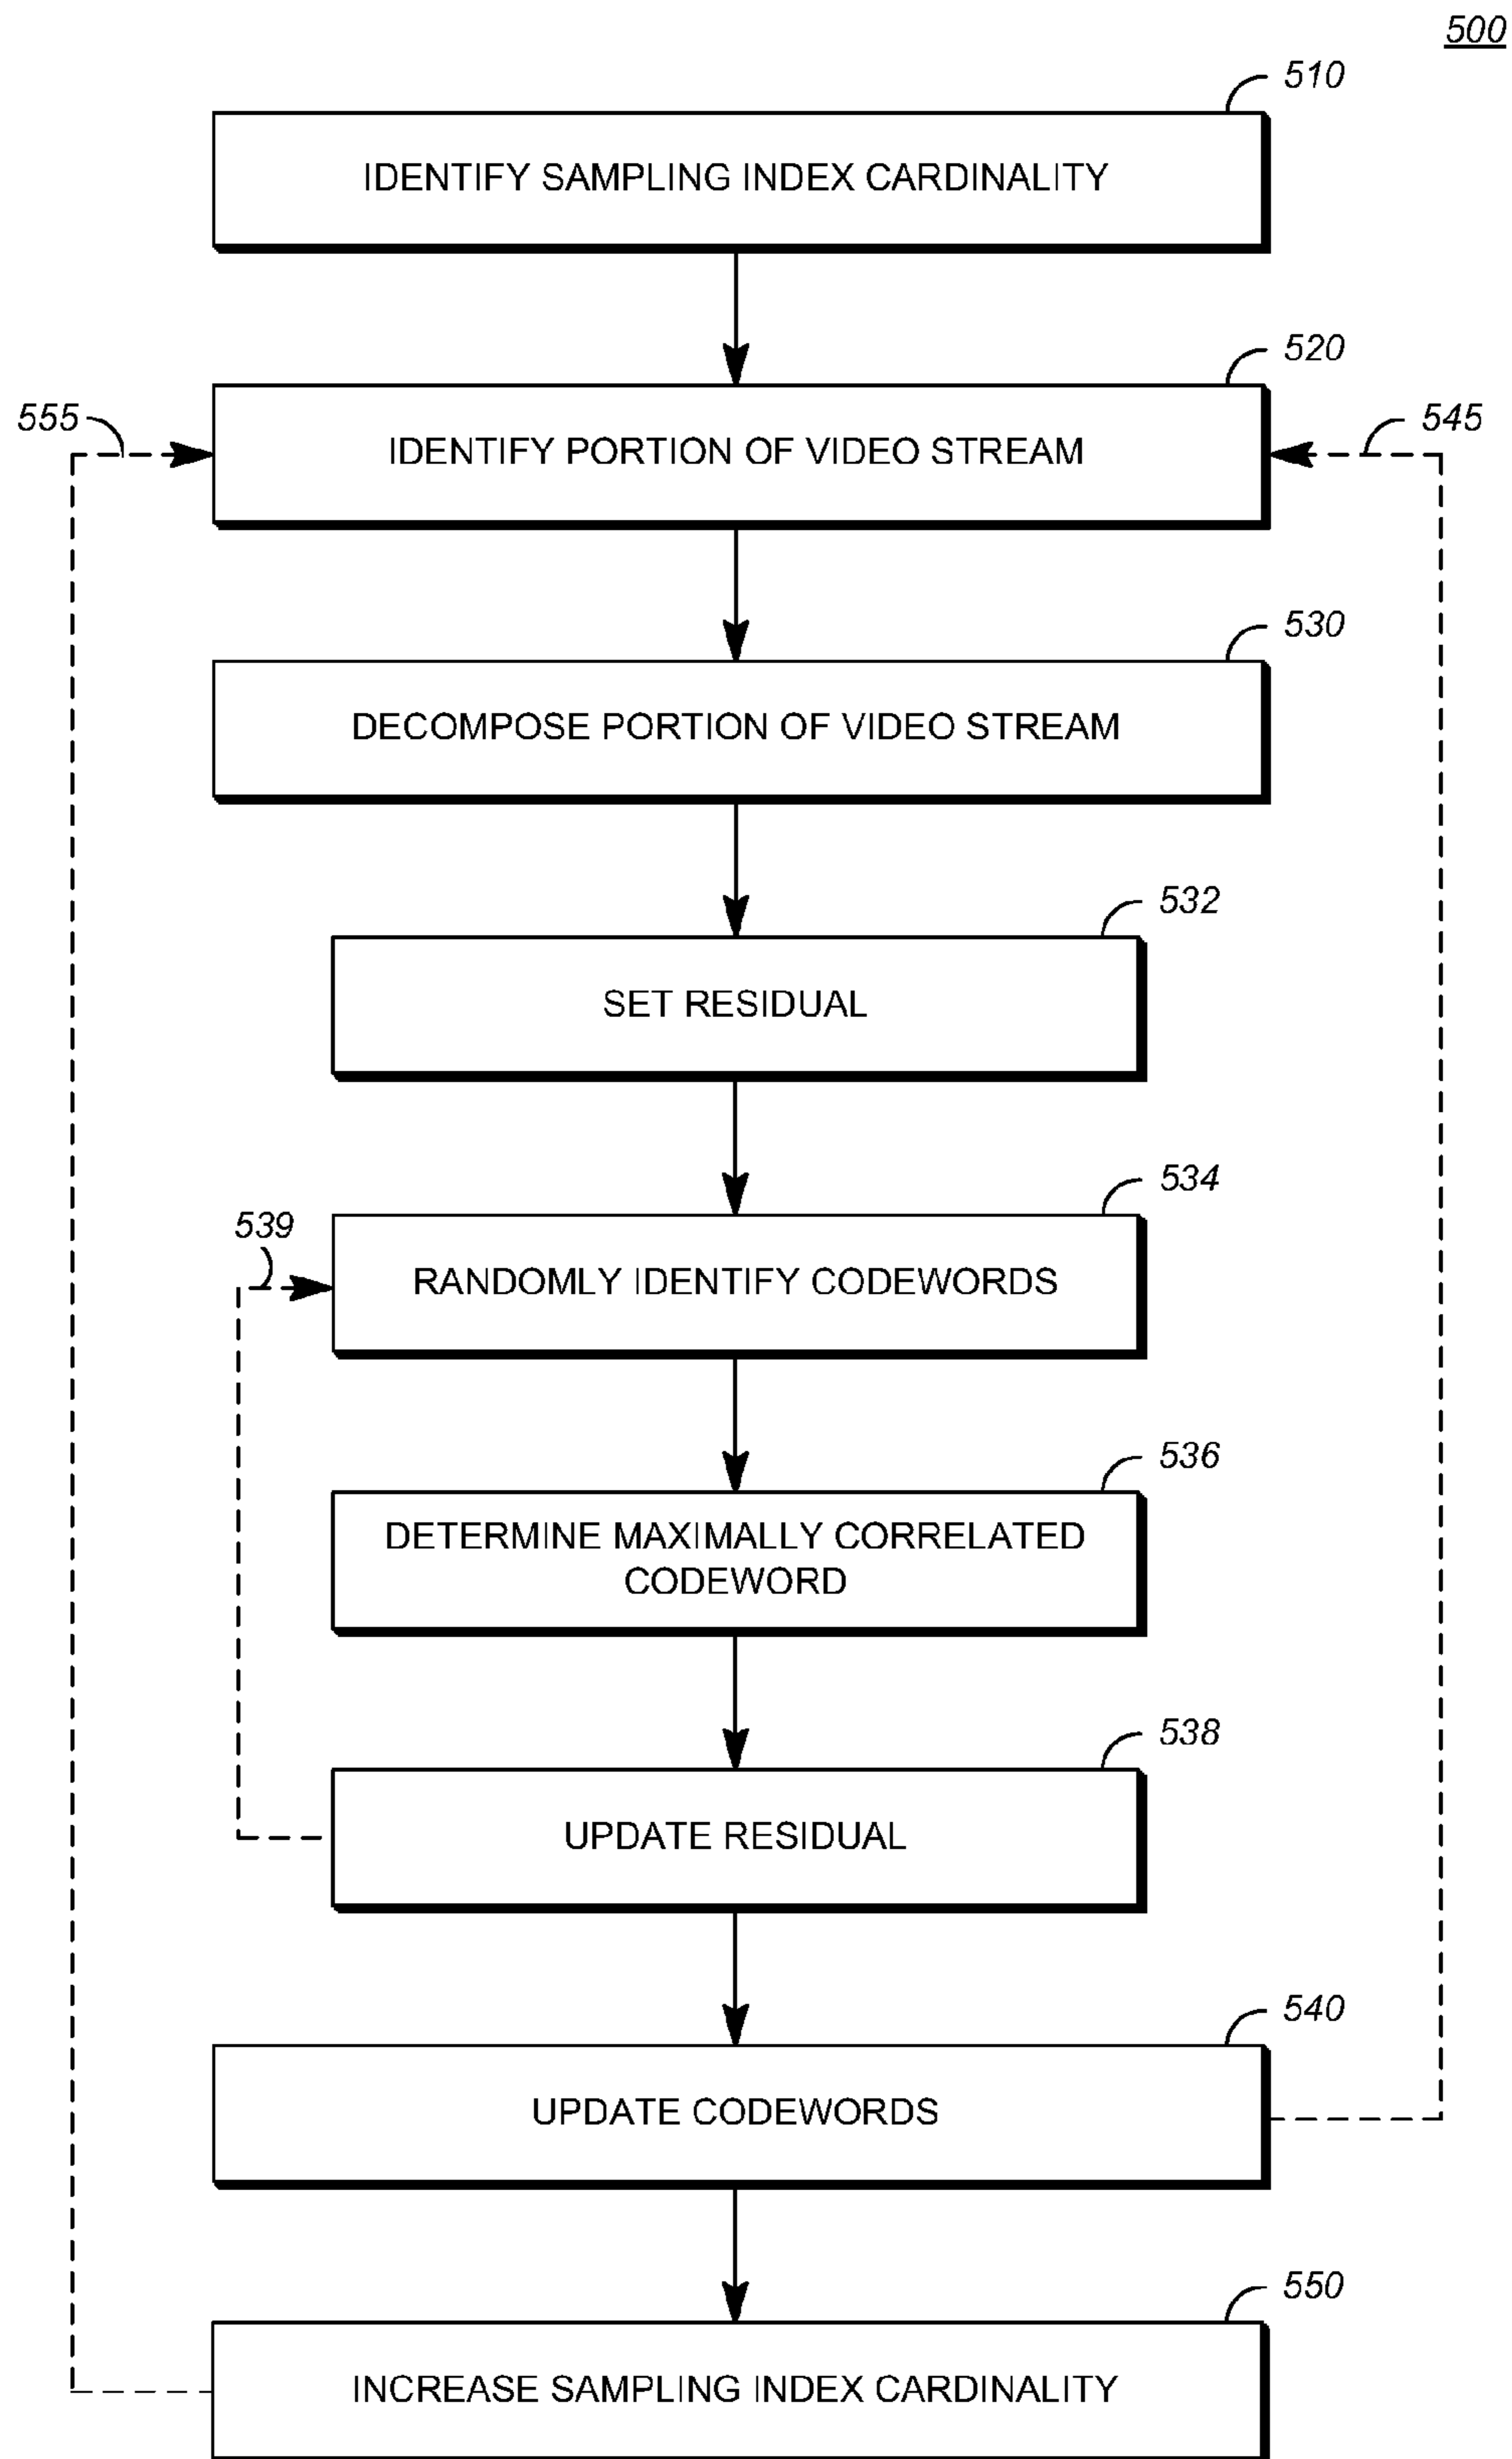 500
510
IDENTIFY SAMPLING INDEX CARDINALITY
520
555
545
IDENTIFY PORTION OF VIDEO STREAM
530
DECOMPOSE PORTION OF VIDEO STREAM
532
SET RESIDUAL
534
539
RANDOMLY IDENTIFY CODEWORDS
536
DETERMINE MAXIMALLY CORRELATED
CODEWORD
538
UPDATE RESIDUAL
540
UPDATE CODEWORDS
550
INCREASE SAMPLING INDEX CARDINALITY